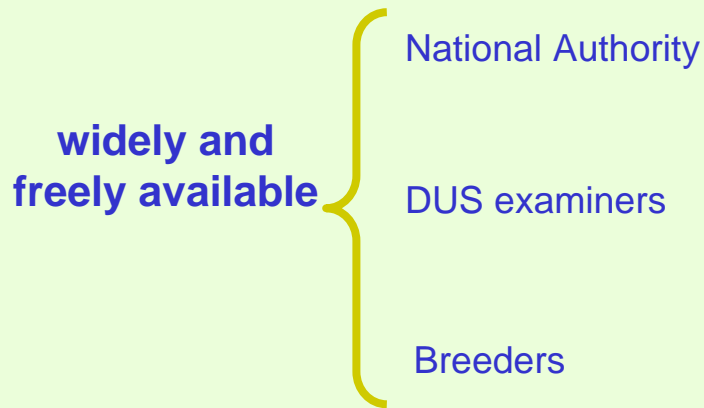 National Authority
widely and
freely available
DUS examiners
Breeders